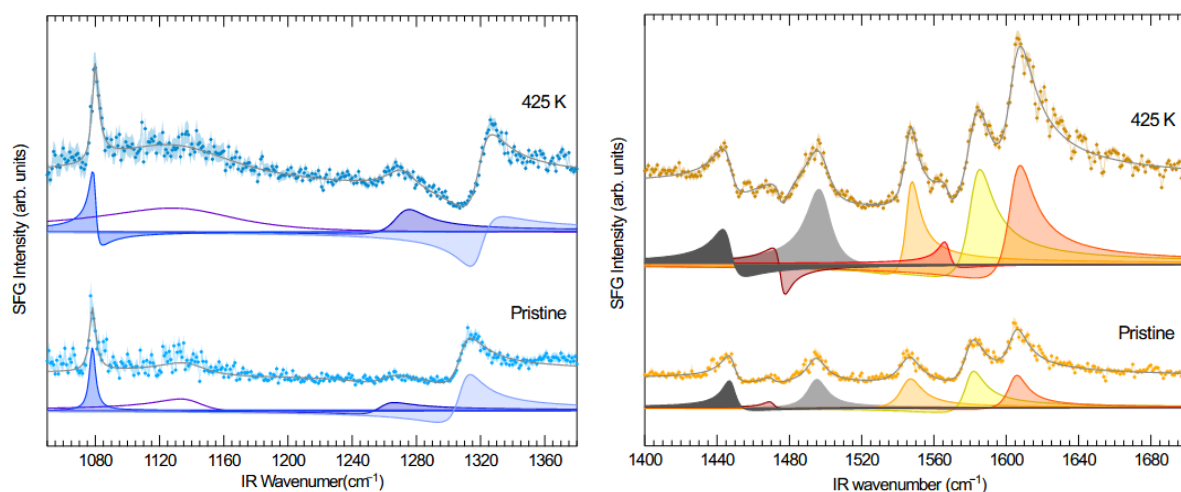 SFG Intensity (arb. units)
425 K
Pristine
1080 1120 1160 1200 1240 1280 1320 1360
IR Wavenumer(cm⁻¹)
SFG Intensity (arb. units)
425 K
Pristine
1400 1440 1480 1520 1560 1600 1640 1680
IR wavenumber (cm⁻¹)